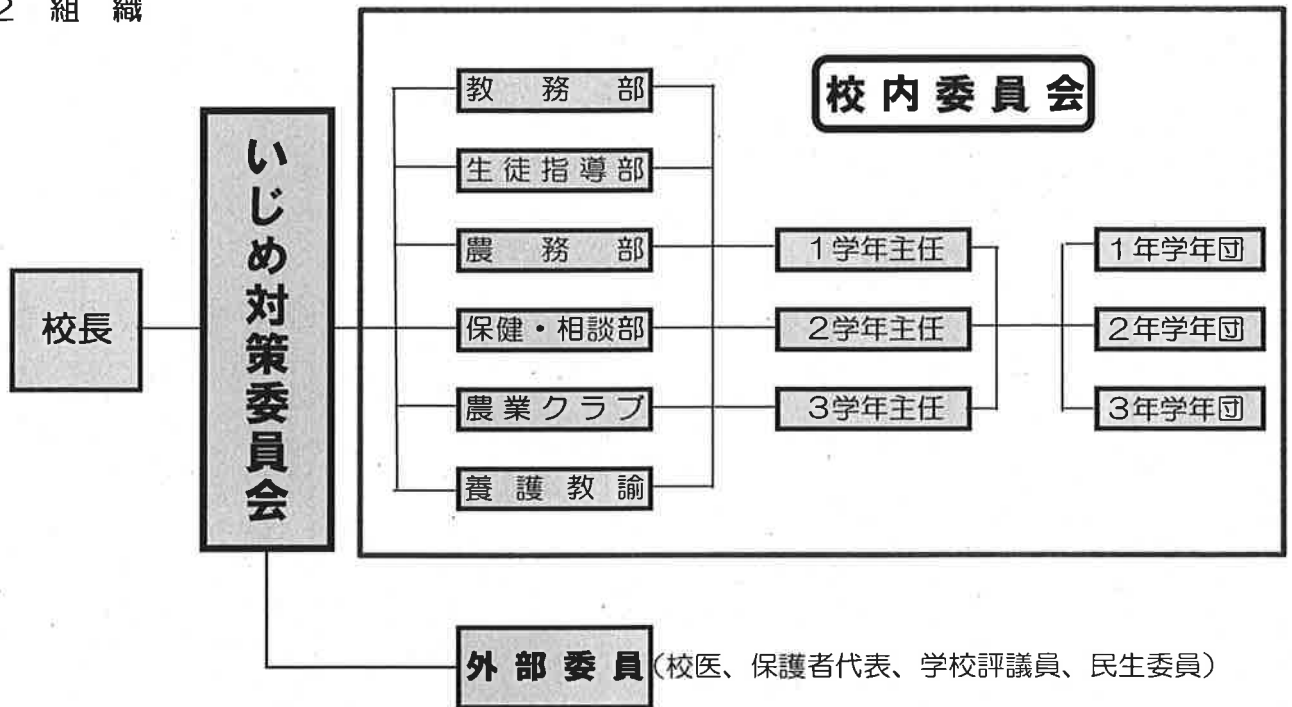 2 組 織
校内委員会
教務部
生徒指導部
農務部
保健・相談部
農業クラブ
養護教諭
1学年主任
2学年主任
3学年主任
1年学年団
2年学年団
3年学年団
校長
いじめ対策委員会
外部委員(校医、保護者代表、学校評議員、民生委員)